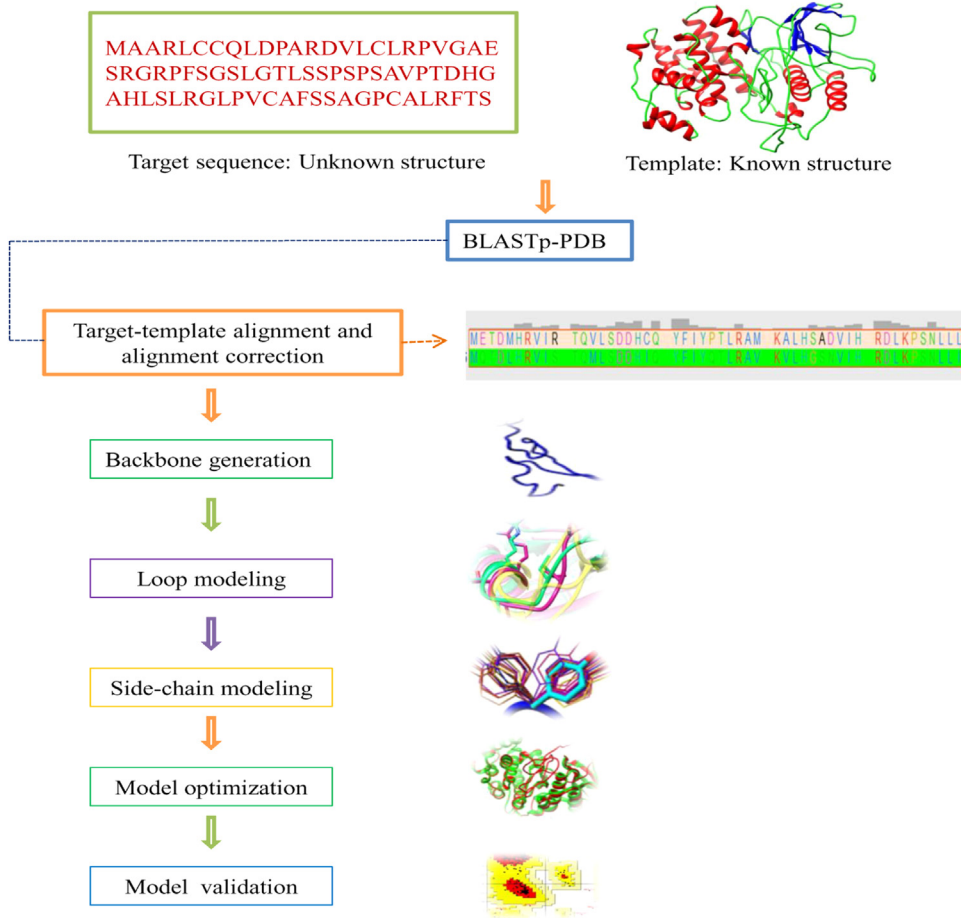 MAARLCCQLDPARDVLCLRPVGAE
SRGRPFSGSLGTLSSPSPSAVPTDHG
AHLSLRGLPVCAFSSAGPCALRFTS
Target sequence: Unknown structure
Template: Known structure
BLASTp-PDB
Target-template alignment and
alignment correction
METDMHRVIR TQVLSDDHCQ YFIYPTLRAM KALHSADVIH RDLKPSNLLL
Backbone generation
Loop modeling
Side-chain modeling
Model optimization
Model validation